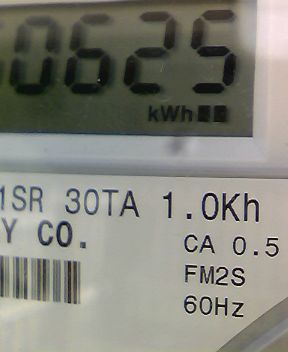 0625
kWh
1SR 30TA 1.0Kh
Y CO.
CA 0.5
FM2S
60Hz